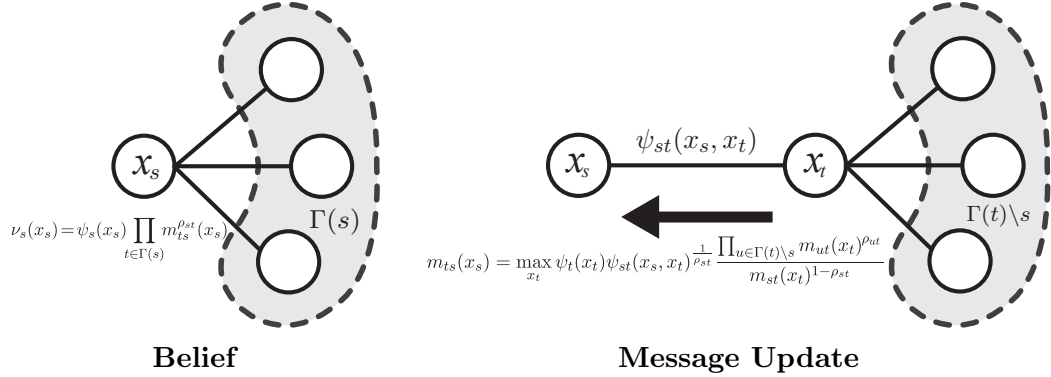 x_s
Γ(s)
ν_s(x_s)=ψ_s(x_s)∏_{t∈Γ(s)} m_{ts}^{ρ_{st}}(x_s)
Belief
x_s
ψ_{st}(x_s, x_t)
x_t
Γ(t)\s
m_{ts}(x_s) = max_{x_t} ψ_t(x_t)ψ_{st}(x_s, x_t)^{\frac{1}{ρ_{st}}} \frac{∏_{u∈Γ(t)\s} m_{ut}(x_t)^{ρ_{ut}}}{m_{st}(x_t)^{1−ρ_{st}}}
Message Update